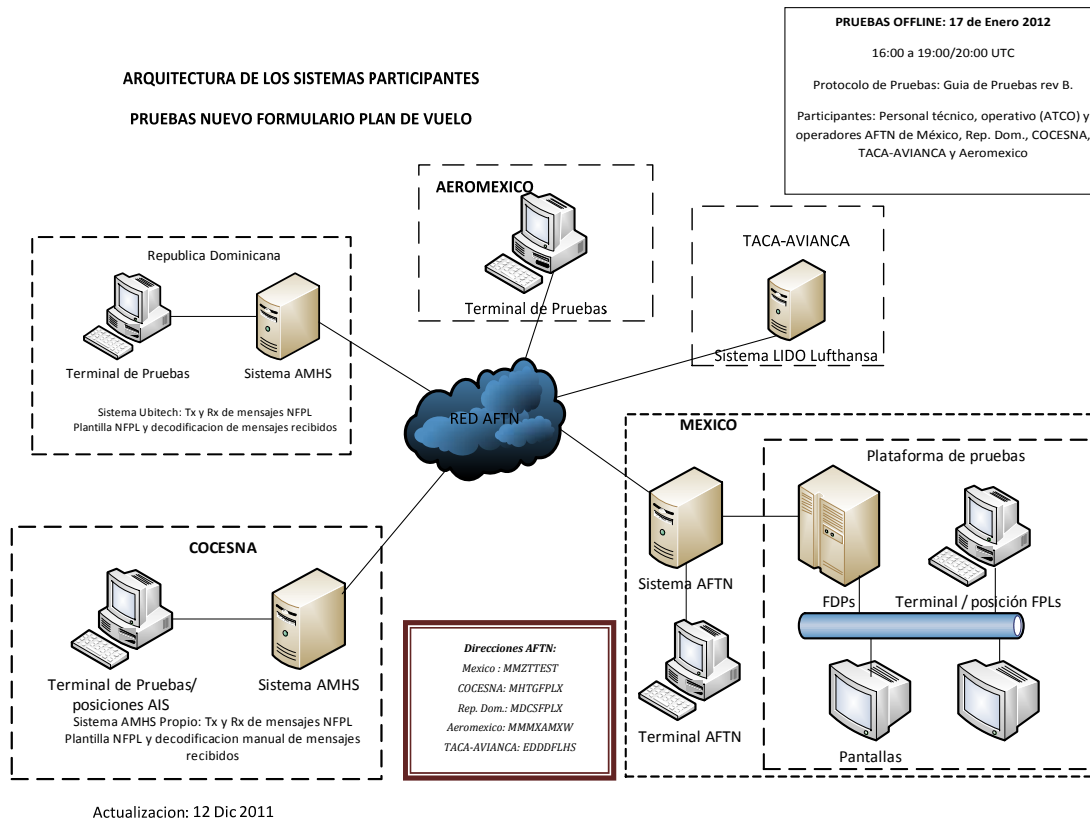 PRUEBAS OFFLINE: 17 de Enero 2012
16:00 a 19:00/20:00 UTC
Protocolo de Pruebas: Guia de Pruebas rev B.
Participantes: Personal técnico, operativo (ATCO) y
operadores AFTN de México, Rep. Dom., COCESNA,
TACA-AVIANCA y Aeromexico
ARQUITECTURA DE LOS SISTEMAS PARTICIPANTES
PRUEBAS NUEVO FORMULARIO PLAN DE VUELO
AEROMEXICO
Terminal de Pruebas
TACA-AVIANCA
Sistema LIDO Lufthansa
Republica Dominicana
Terminal de Pruebas
Sistema AMHS
Sistema Ubitech: Tx y Rx de mensajes NFPL
Plantilla NFPL y decodificacion de mensajes recibidos
RED AFTN
MEXICO
Plataforma de pruebas
Sistema AFTN
FDPs
Terminal / posición FPLs
Terminal AFTN
Pantallas
COCESNA
Terminal de Pruebas/
posiciones AIS
Sistema AMHS
Sistema AMHS Propio: Tx y Rx de mensajes NFPL
Plantilla NFPL y decodificacion manual de mensajes
recibidos
Direcciones AFTN:
Mexico : MMZTTEST
COCESNA: MHTGFPLX
Rep. Dom.: MDCSFPLX
Aeromexico: MMMXAMXW
TACA-AVIANCA: EDDDFLHS
Actualizacion: 12 Dic 2011